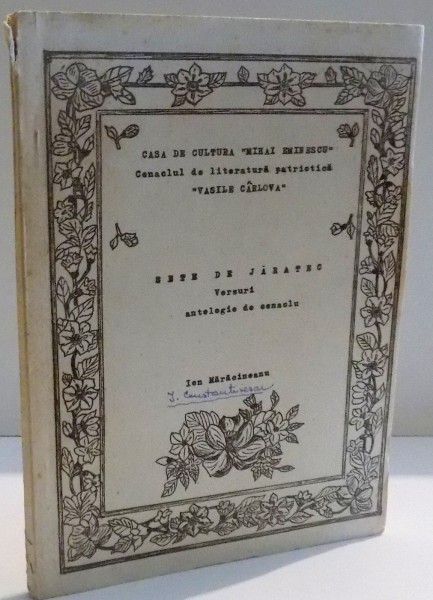 CASA DE CULTURA "MIHAI EMINESCU"
Cenaclul de literatură patriotică
"VASILE CÂRLOVA"
SETE DE JĂRATEC
Versuri
antologie de cenaclu
Ion Mărăcineanu
I. Constantinescu